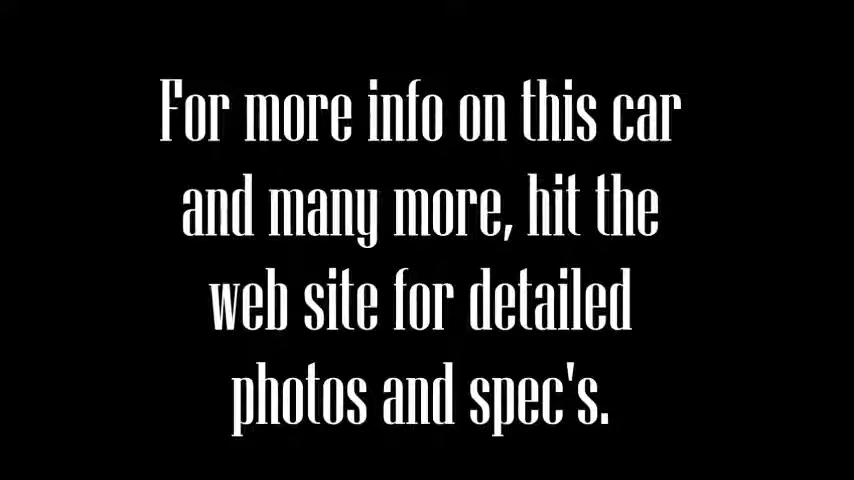 For more info on this car
and many more, hit the
web site for detailed
photos and spec's.